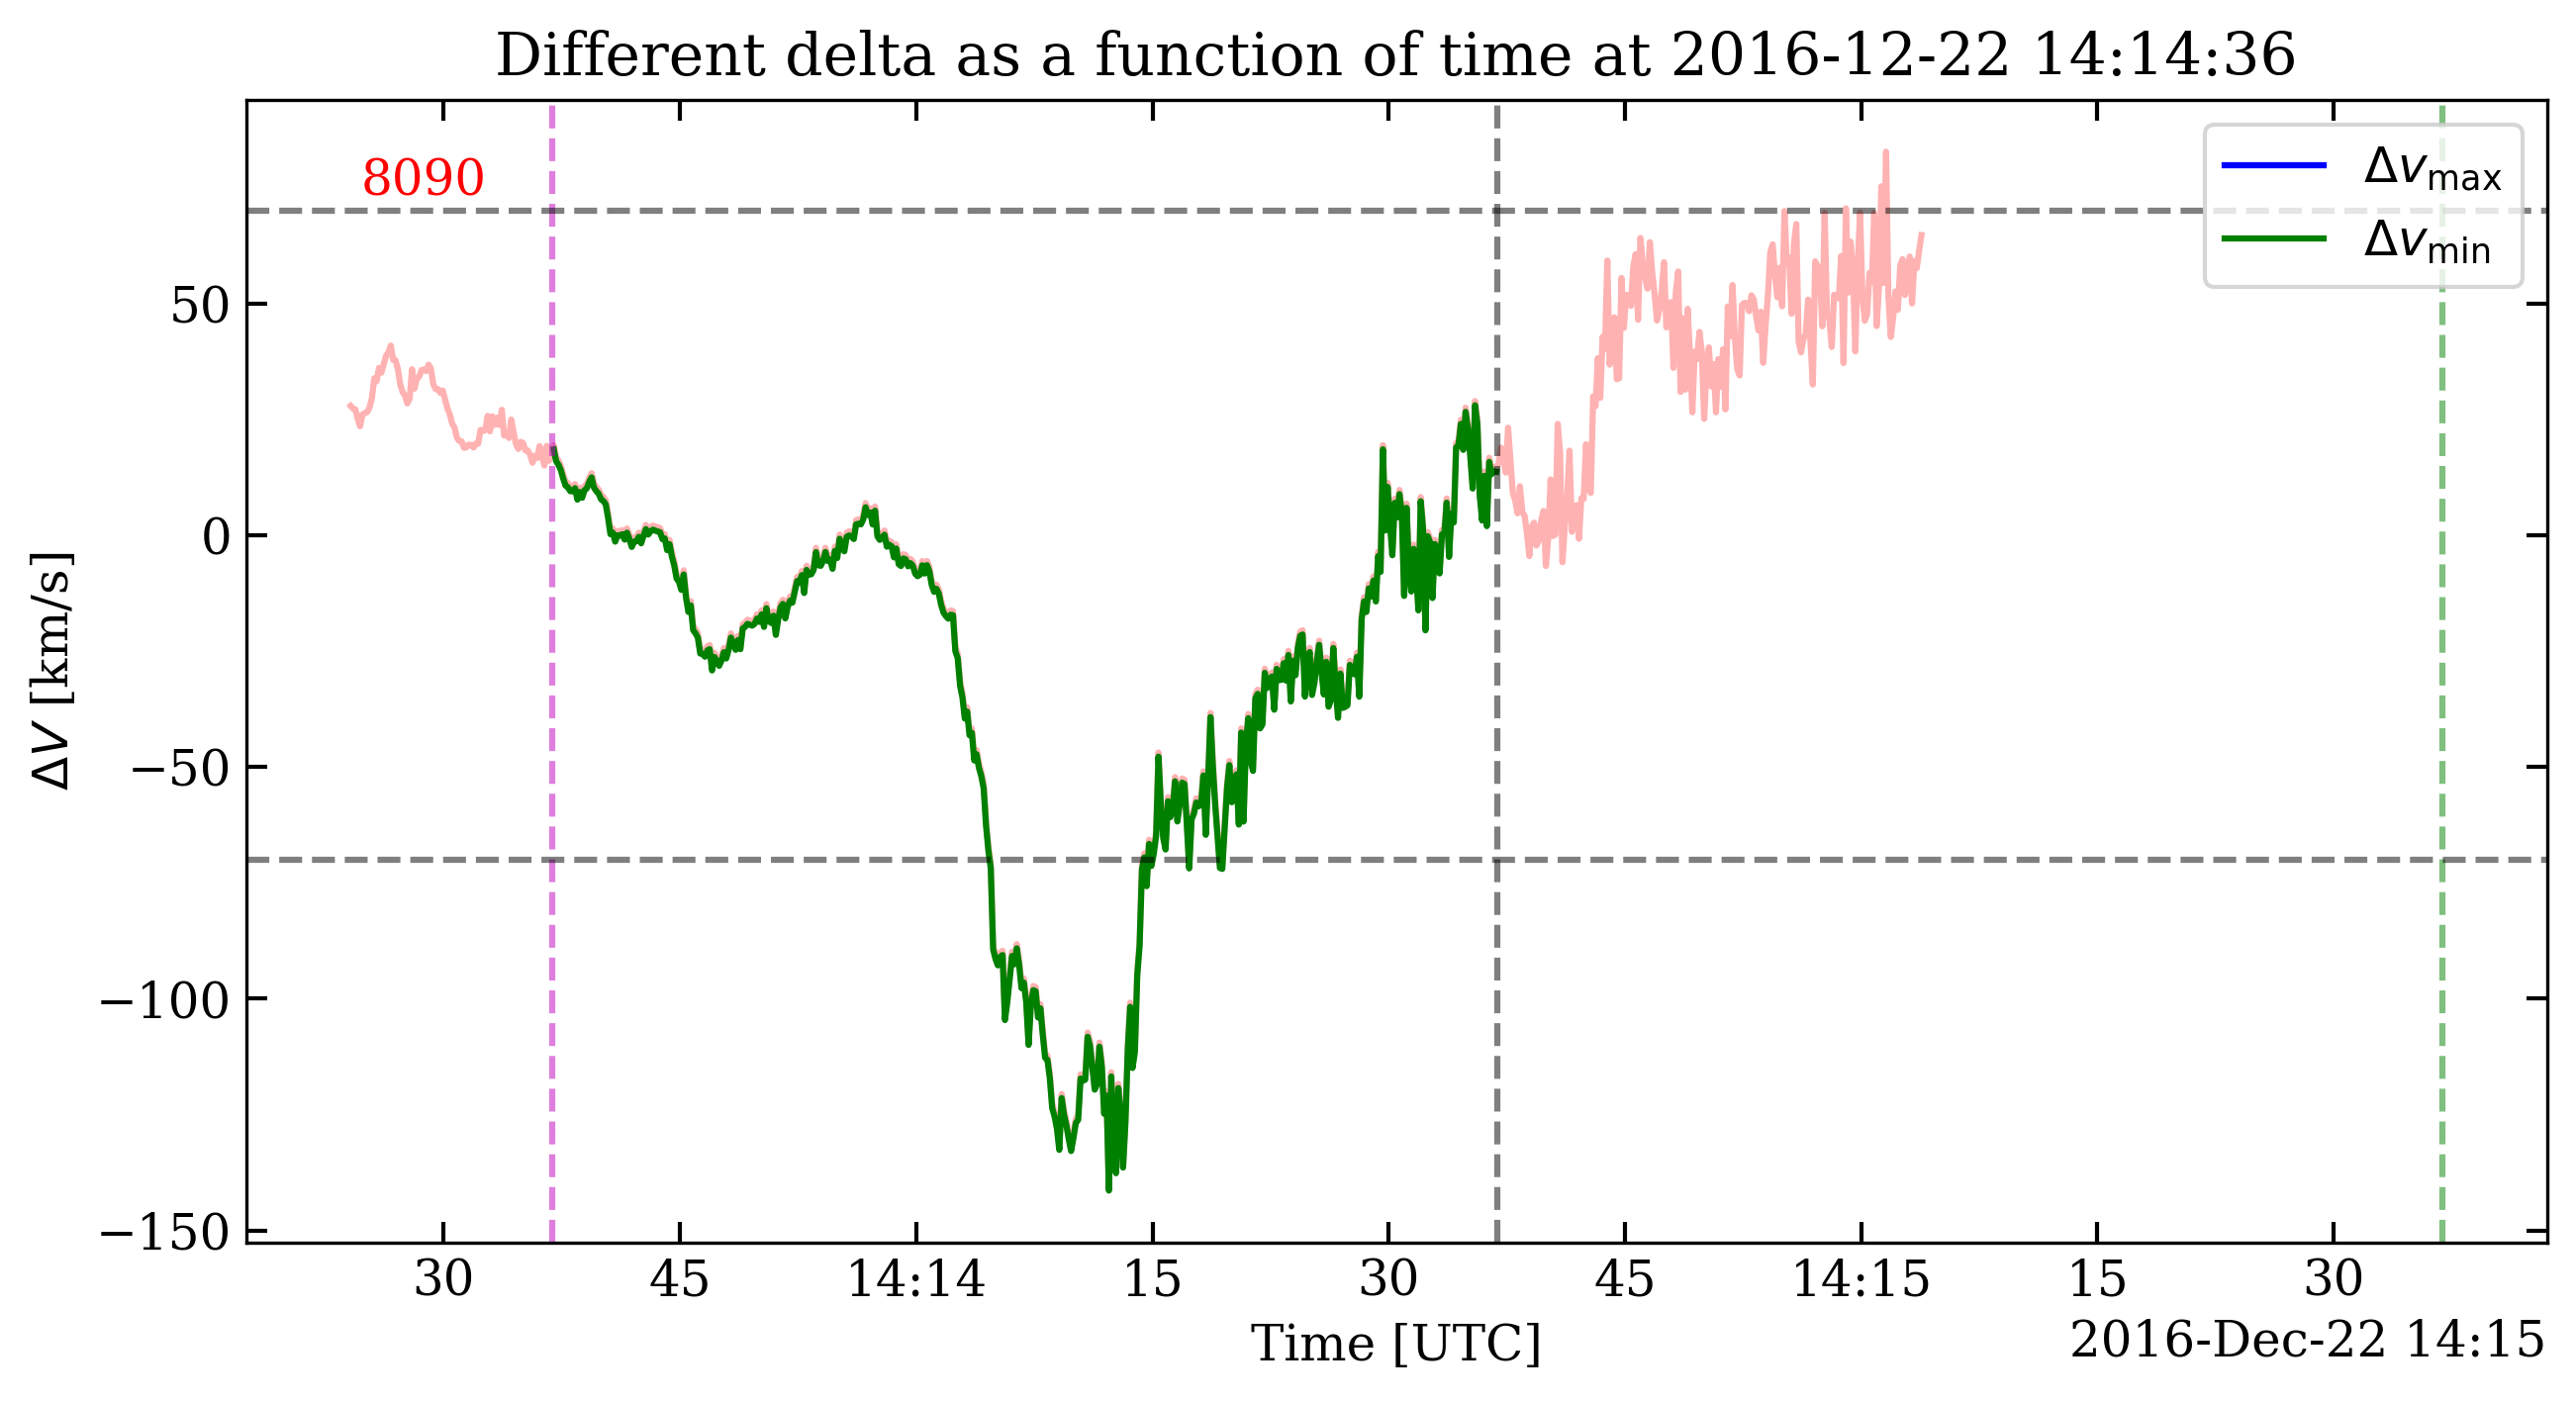 Different delta as a function of time at 2016-12-22 14:14:36
8090
Δv_max
Δv_min
50
0
−50
−100
−150
ΔV [km/s]
30 45 14:14 15 30 45 14:15 15 30
Time [UTC]
2016-Dec-22 14:15